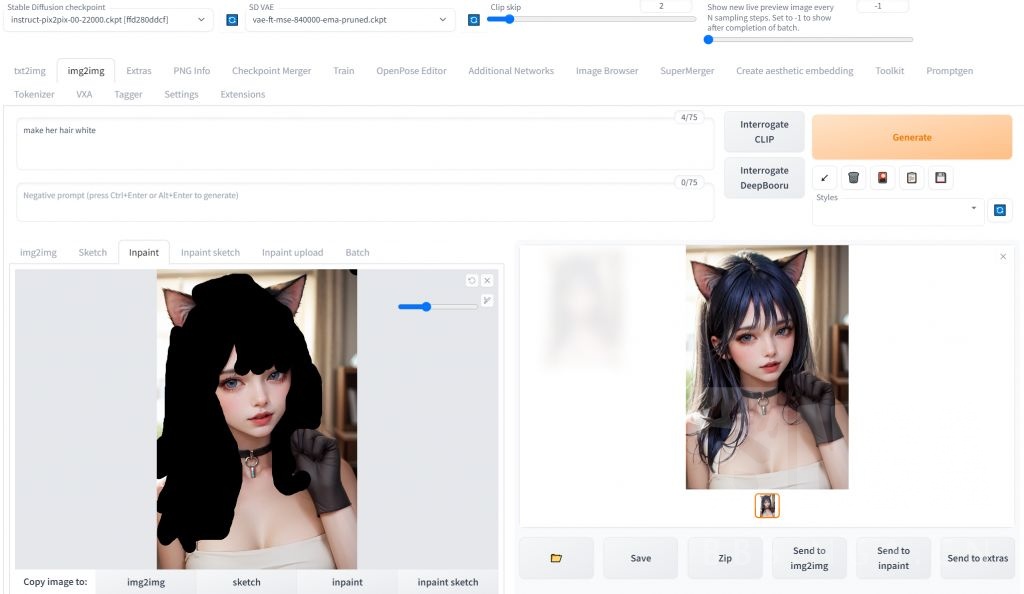 Stable Diffusion checkpoint
instruct-pix2pix-00-22000.ckpt [ffd280ddcf]
SD VAE
vae-ft-mse-840000-ema-pruned.ckpt
Clip skip
2
Show new live preview image every
N sampling steps. Set to -1 to show
after completion of batch.
-1
txt2img img2img Extras PNG Info Checkpoint Merger Train OpenPose Editor Additional Networks Image Browser SuperMerger Create aesthetic embedding Toolkit Promptgen
Tokenizer VXA Tagger Settings Extensions
make her hair white
4/75
Negative prompt (press Ctrl+Enter or Alt+Enter to generate)
0/75
Interrogate
CLIP
Interrogate
DeepBooru
Generate
Styles
img2img Sketch Inpaint Inpaint sketch Inpaint upload Batch
Copy image to: img2img sketch inpaint inpaint sketch
Save
Zip
Send to
img2img
Send to
inpaint
Send to extras